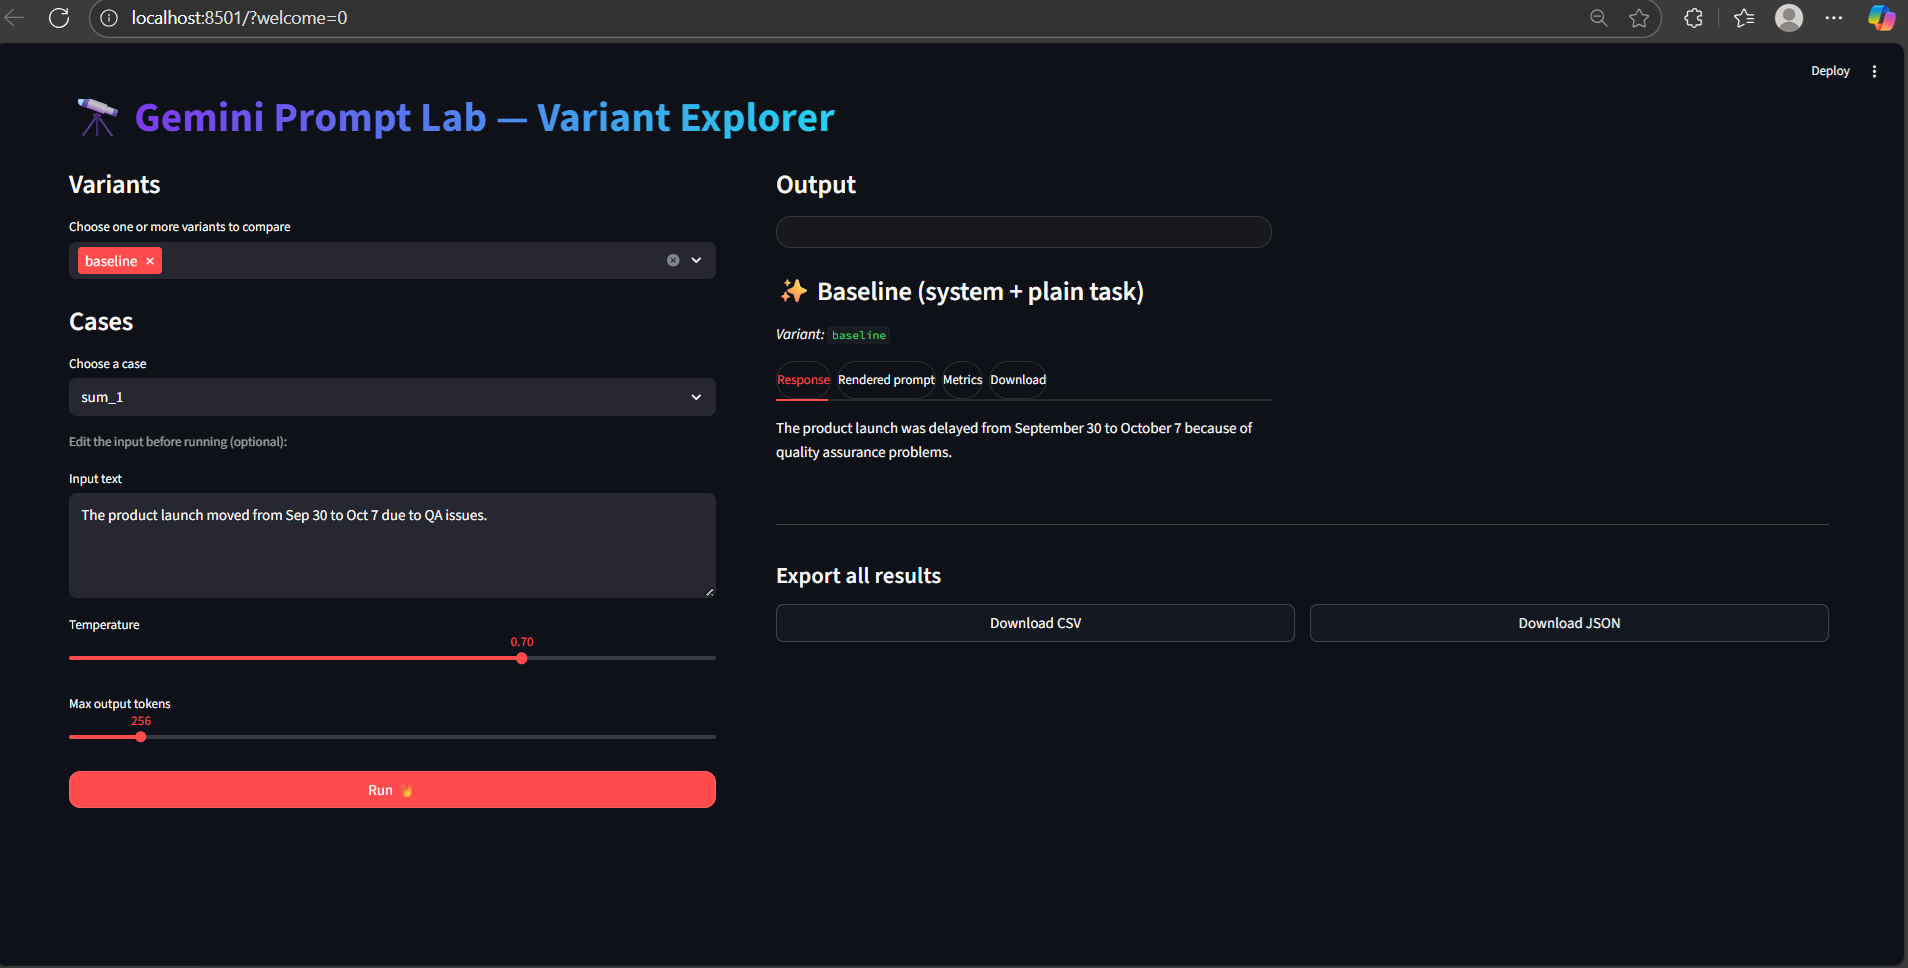 localhost:8501/?welcome=0
Deploy
Gemini Prompt Lab — Variant Explorer
Variants
Choose one or more variants to compare
baseline
Cases
Choose a case
sum_1
Edit the input before running (optional):
Input text
The product launch moved from Sep 30 to Oct 7 due to QA issues.
Temperature
0.70
Max output tokens
256
Run
Output
Baseline (system + plain task)
Variant: baseline
Response Rendered prompt Metrics Download
The product launch was delayed from September 30 to October 7 because of
quality assurance problems.
Export all results
Download CSV
Download JSON